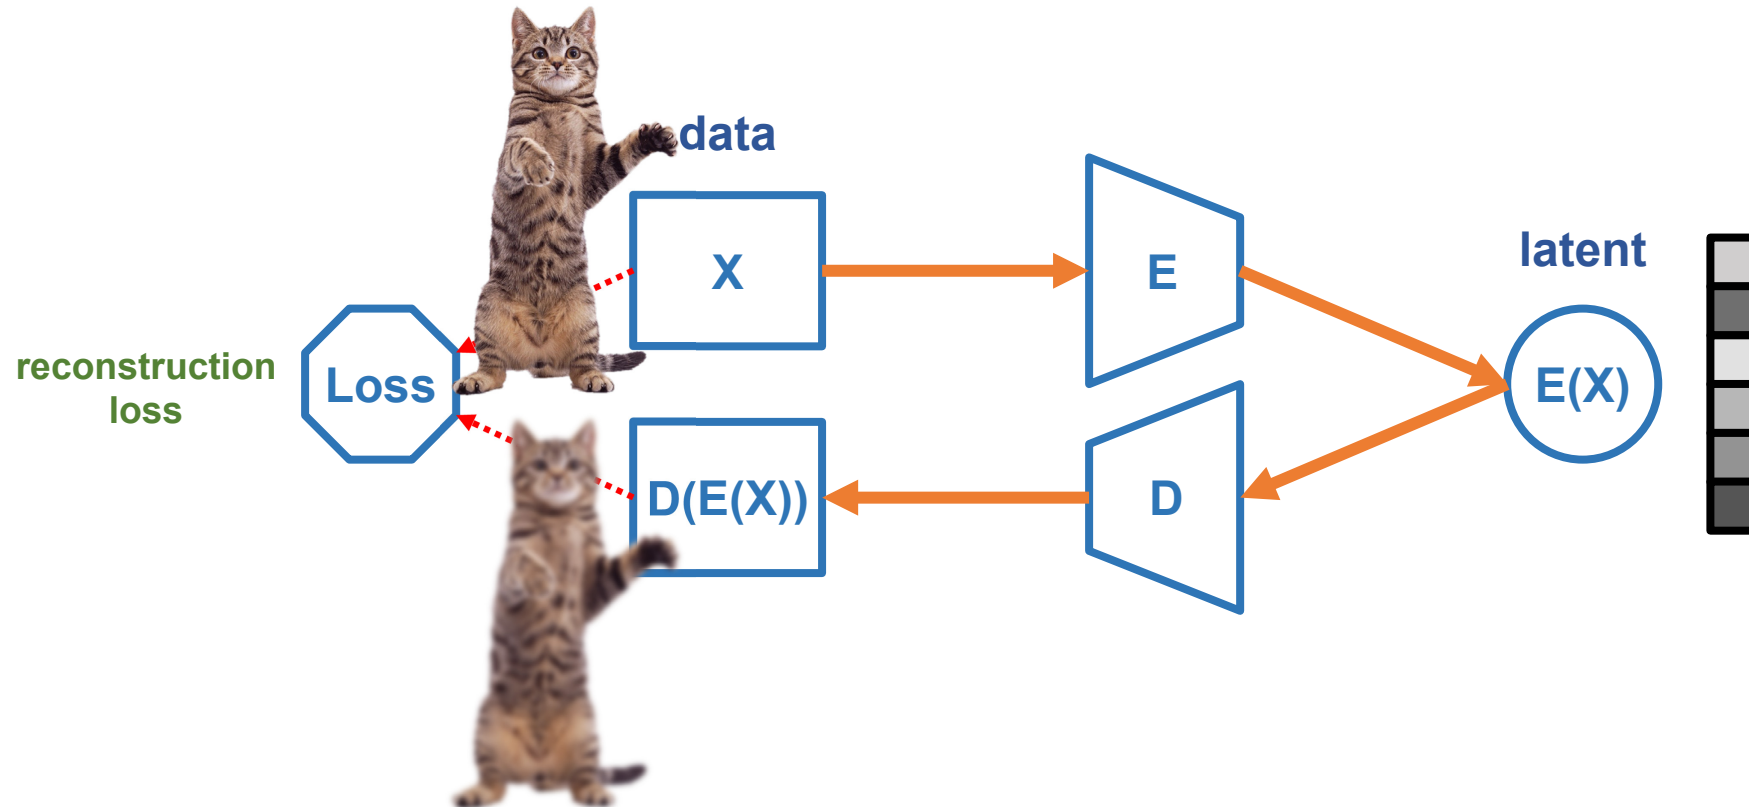 data
X
E
latent
reconstruction
loss
Loss
E(X)
D(E(X))
D